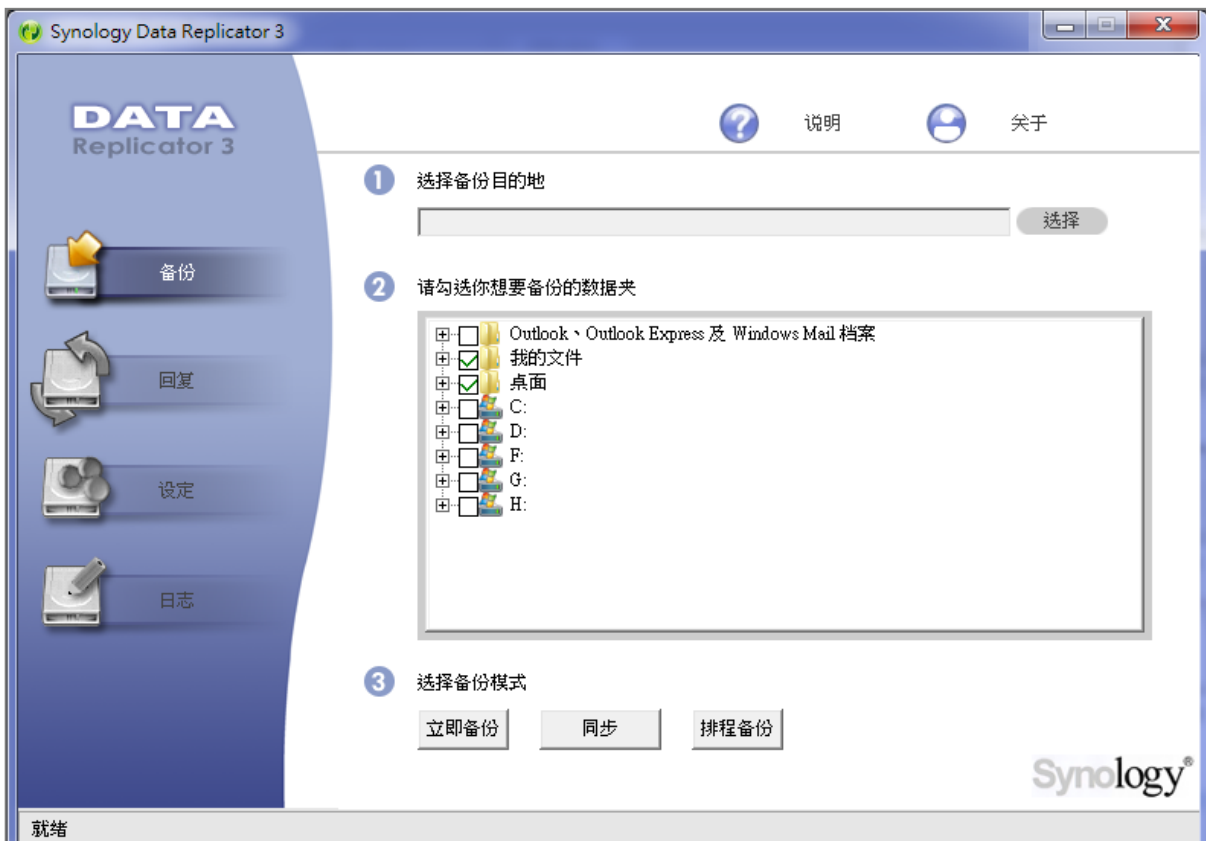 Synology Data Replicator 3
DATA
Replicator 3
说明
关于
备份
回复
设定
日志
1 选择备份目的地
选择
2 请勾选你想要备份的数据夹
Outlook、Outlook Express 及 Windows Mail 档案
我的文件
桌面
C:
D:
F:
G:
H:
3 选择备份模式
立即备份
同步
排程备份
Synology®
就绪